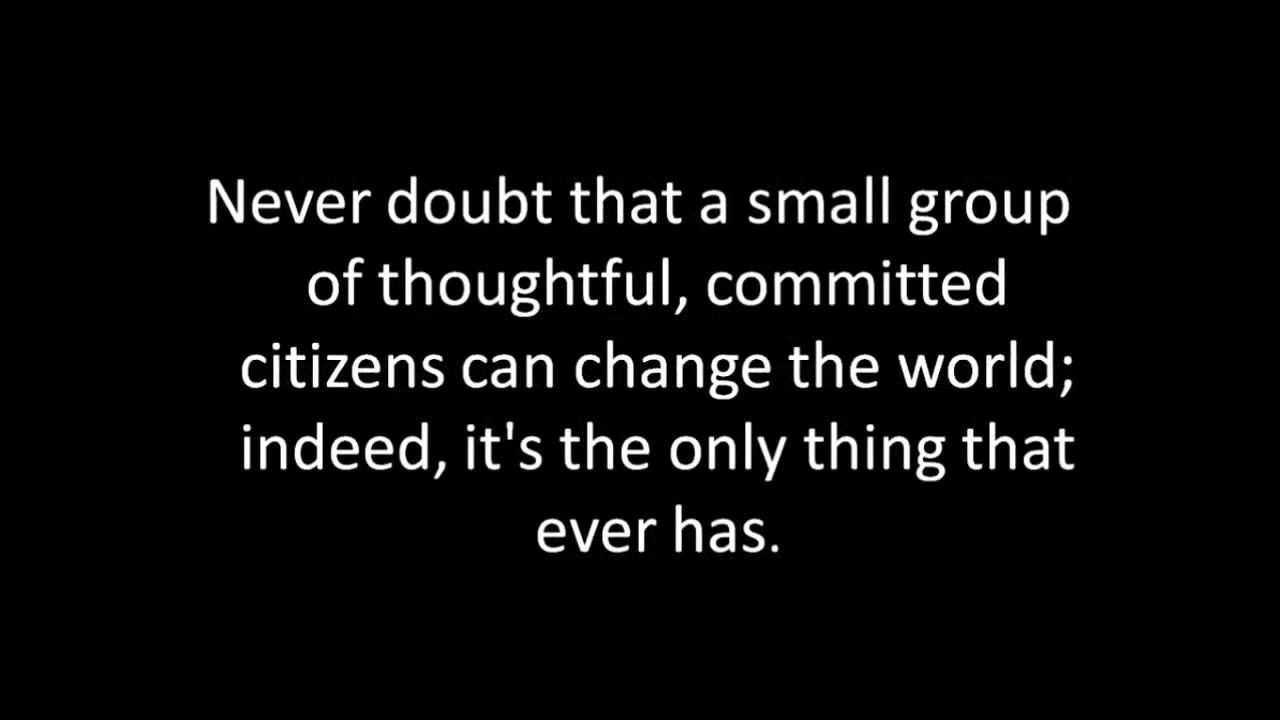 Never doubt that a small group
of thoughtful, committed
citizens can change the world;
indeed, it's the only thing that
ever has.